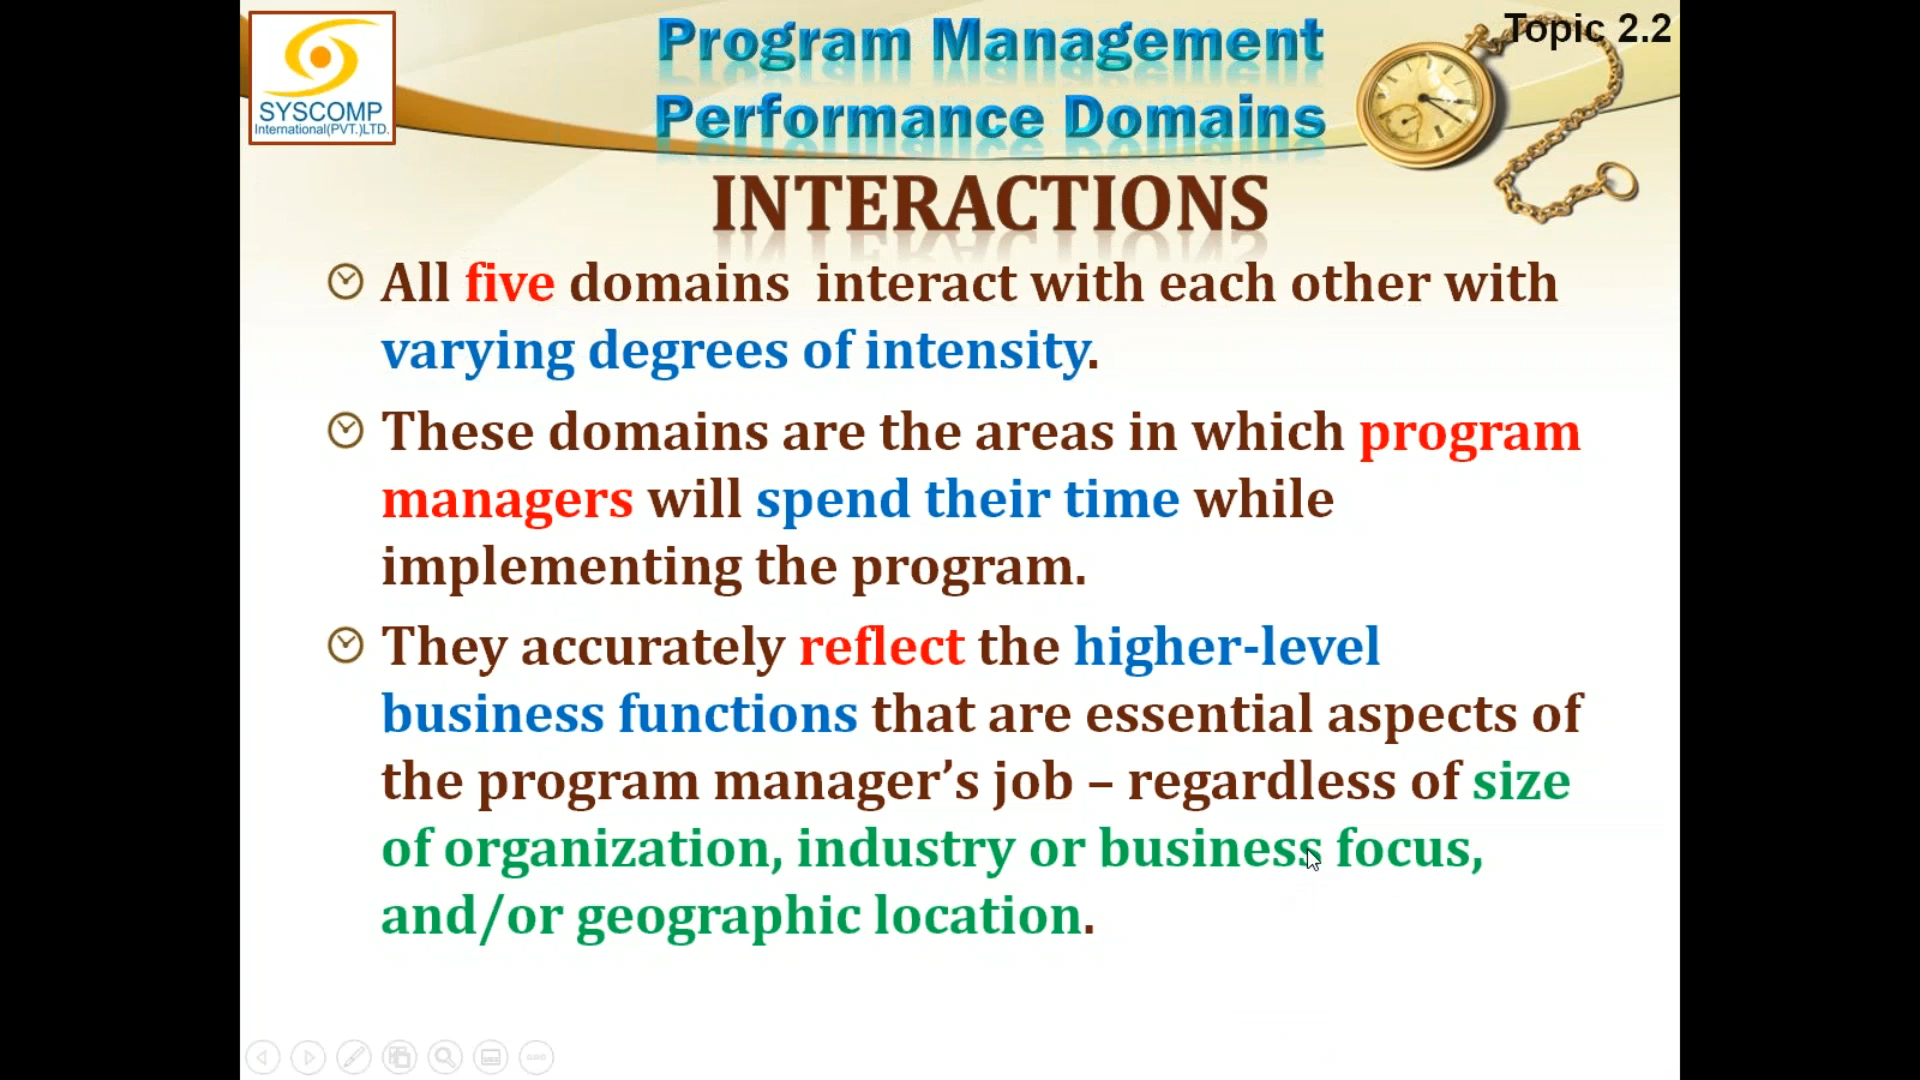 SYSCOMP
International(PVT.)LTD.
Topic 2.2
Program Management
Performance Domains
INTERACTIONS
All five domains interact with each other with
varying degrees of intensity.
These domains are the areas in which program
managers will spend their time while
implementing the program.
They accurately reflect the higher-level
business functions that are essential aspects of
the program manager’s job – regardless of size
of organization, industry or business focus,
and/or geographic location.